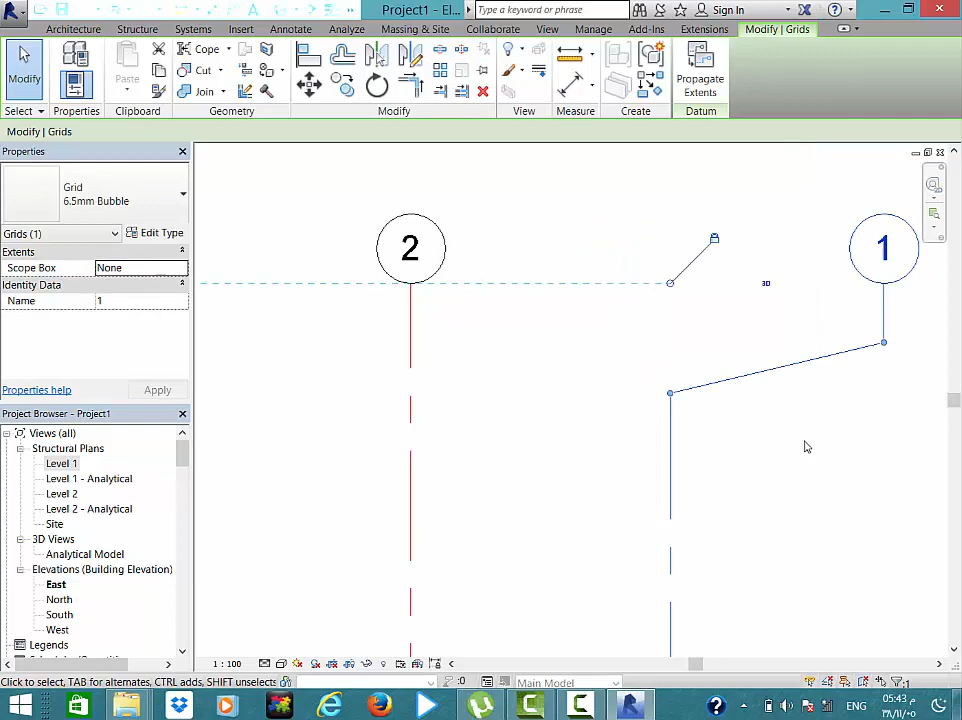 Project1 - El...
Type a keyword or phrase
Sign In
Architecture Structure Systems Insert Annotate Analyze Massing & Site Collaborate View Manage Add-Ins Extensions Modify | Grids
Modify
Paste
Cope
Cut
Join
Propagate
Extents
Select Properties Clipboard Geometry Modify View Measure Create Datum
Modify | Grids
Properties
Grid
6.5mm Bubble
Grids (1)
Edit Type
Extents
Scope Box None
Identity Data
Name 1
Properties help
Apply
Project Browser - Project1
Views (all)
Structural Plans
Level 1
Level 1 - Analytical
Level 2
Level 2 - Analytical
Site
3D Views
Analytical Model
Elevations (Building Elevation)
East
North
South
West
Legends
2
1
3D
1 : 100
Click to select, TAB for alternates, CTRL adds, SHIFT unselects
:0
Main Model
:1
ENG
05:43 م